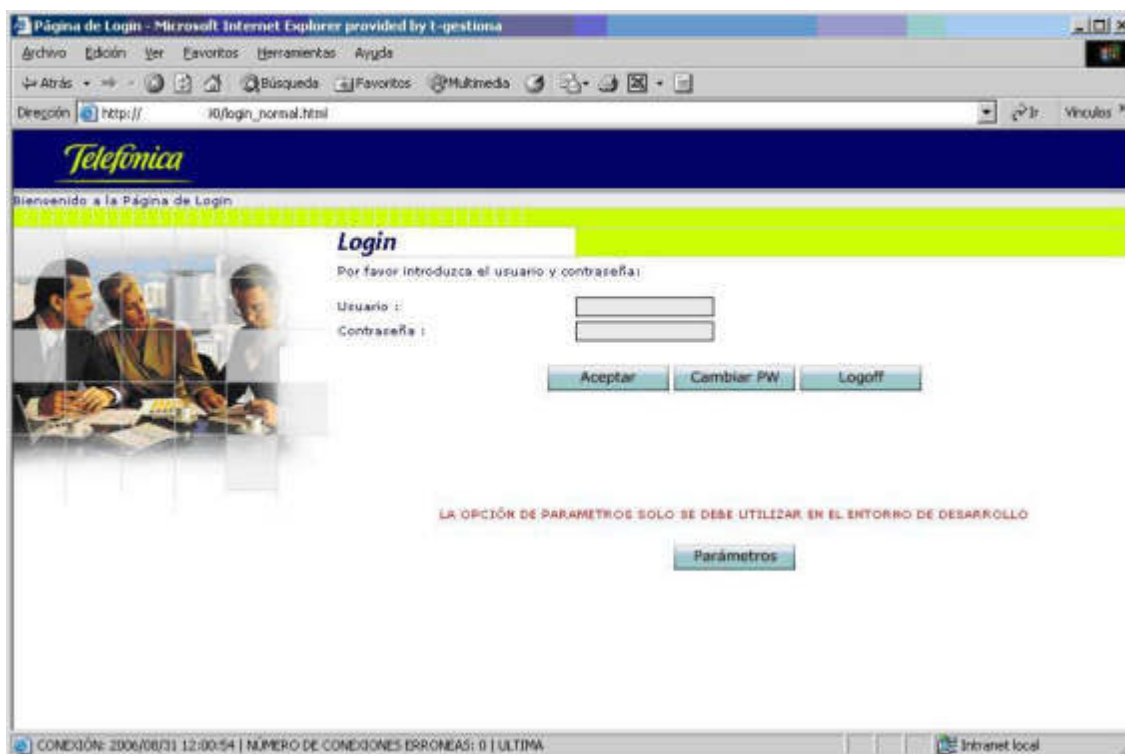 Página de Login - Microsoft Internet Explorer provided by t-gestiona
Archivo Edición Ver Favoritos Herramientas Ayuda
Atrás Búsqueda Favoritos Multimedia
Dirección http:// i0/login_normal.html Ir Vínculos
Telefónica
Bienvenido a la Página de Login
Login
Por favor introduzca el usuario y contraseña:
Usuario :
Contraseña :
Aceptar Cambiar PW Logoff
LA OPCIÓN DE PARAMETROS SOLO SE DEBE UTILIZAR EN EL ENTORNO DE DESARROLLO
Parámetros
CONEXIÓN: 2006/08/31 12:00:54 | NÚMERO DE CONEXIONES ERRONEAS: 0 | ULTIMA Intranet local